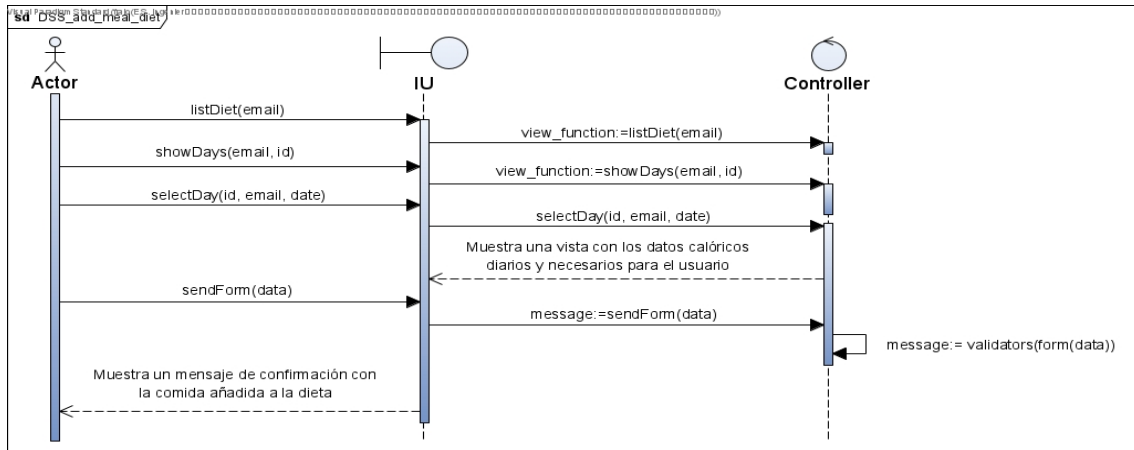 sd DSS_add_meal_diet
Actor
IU
Controller
listDiet(email)
view_function:=listDiet(email)
showDays(email, id)
view_function:=showDays(email, id)
selectDay(id, email, date)
selectDay(id, email, date)
Muestra una vista con los datos calóricos
diarios y necesarios para el usuario
sendForm(data)
message:=sendForm(data)
message:= validators(form(data))
Muestra un mensaje de confirmación con
la comida añadida a la dieta